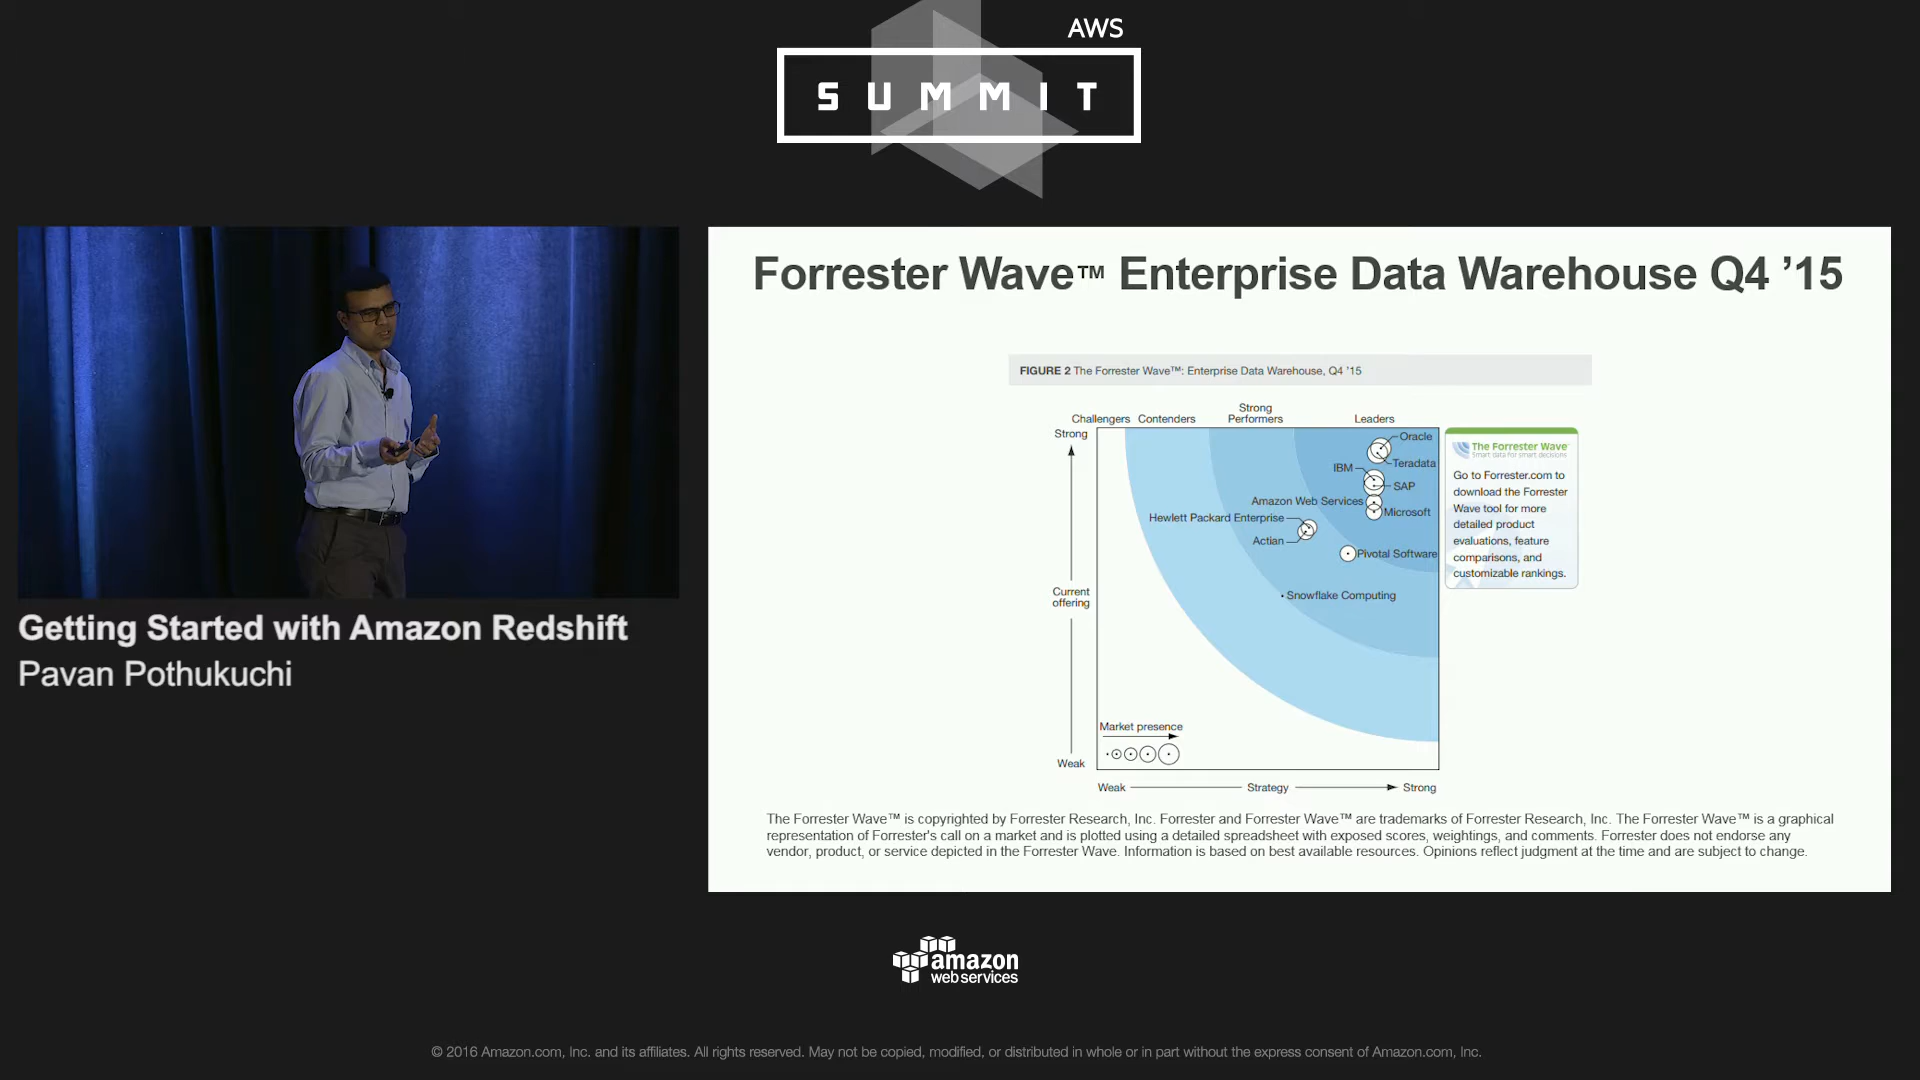 AWS
SUMMIT
Forrester Wave™ Enterprise Data Warehouse Q4 ’15
FIGURE 2 The Forrester Wave™: Enterprise Data Warehouse, Q4 ’15
Challengers
Contenders
Strong
Performers
Leaders
Strong
Current
offering
Weak
Oracle
Teradata
IBM
SAP
Amazon Web Services
Microsoft
Hewlett Packard Enterprise
Actian
Pivotal Software
Snowflake Computing
Market presence
Weak
Strategy
Strong
The Forrester Wave™
Smart data for smart decisions
Go to Forrester.com to
download the Forrester
Wave tool for more
detailed product
evaluations, feature
comparisons, and
customizable rankings.
The Forrester Wave™ is copyrighted by Forrester Research, Inc. Forrester and Forrester Wave™ are trademarks of Forrester Research, Inc. The Forrester Wave™ is a graphical
representation of Forrester's call on a market and is plotted using a detailed spreadsheet with exposed scores, weightings, and comments. Forrester does not endorse any
vendor, product, or service depicted in the Forrester Wave. Information is based on best available resources. Opinions reflect judgment at the time and are subject to change.
Getting Started with Amazon Redshift
Pavan Pothukuchi
amazon
webservices
© 2016 Amazon.com, Inc. and its affiliates. All rights reserved. May not be copied, modified, or distributed in whole or in part without the express consent of Amazon.com, Inc.